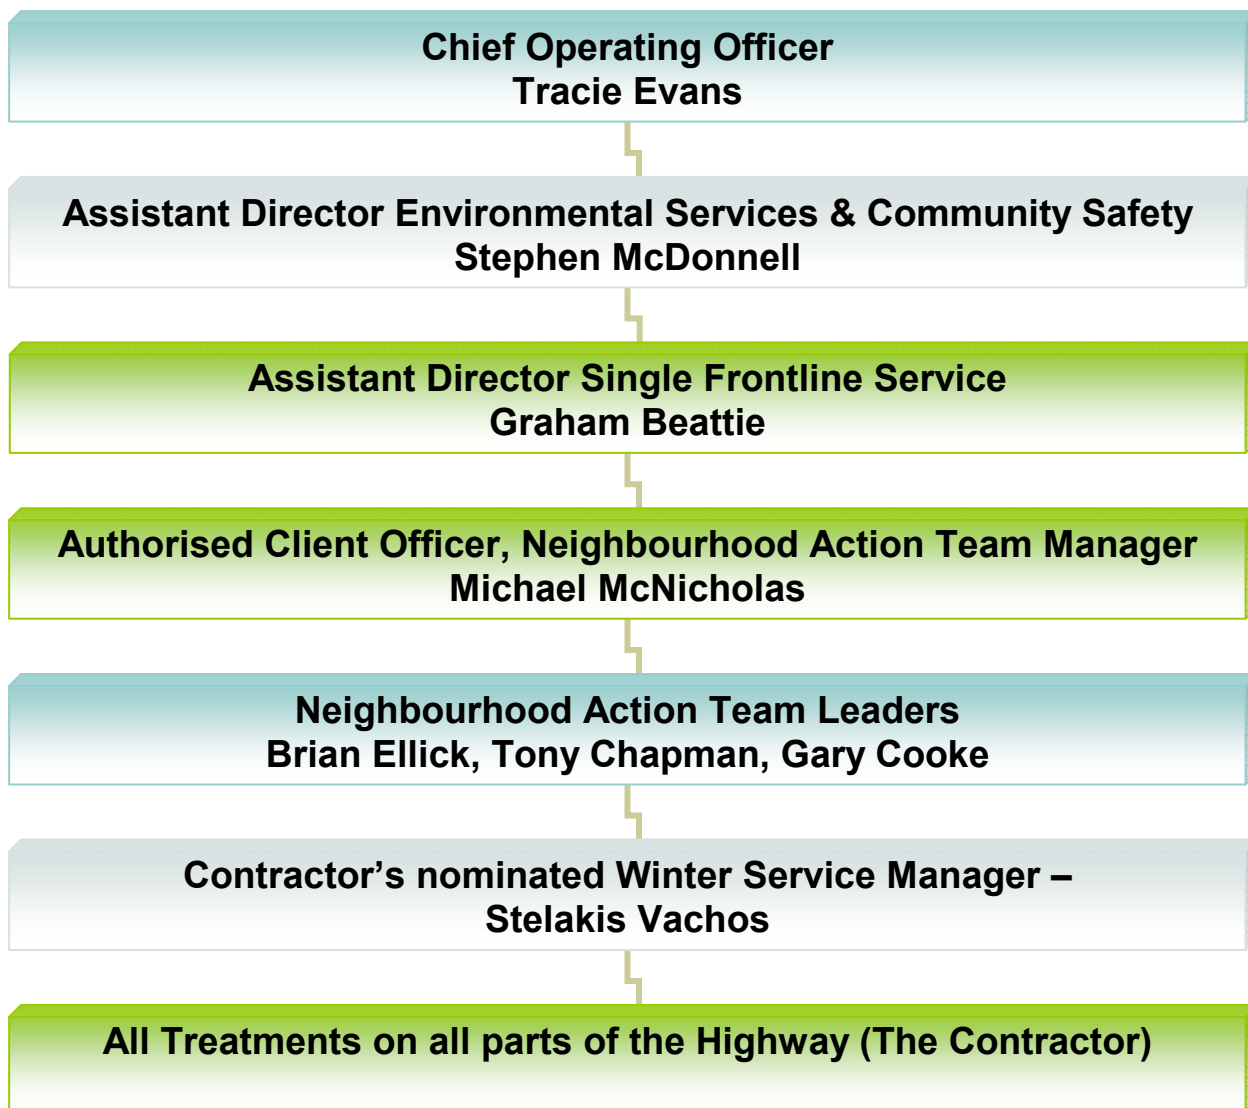 Chief Operating Officer
Tracie Evans
Assistant Director Environmental Services & Community Safety
Stephen McDonnell
Assistant Director Single Frontline Service
Graham Beattie
Authorised Client Officer, Neighbourhood Action Team Manager
Michael McNicholas
Neighbourhood Action Team Leaders
Brian Ellick, Tony Chapman, Gary Cooke
Contractor’s nominated Winter Service Manager –
Stelakis Vachos
All Treatments on all parts of the Highway (The Contractor)